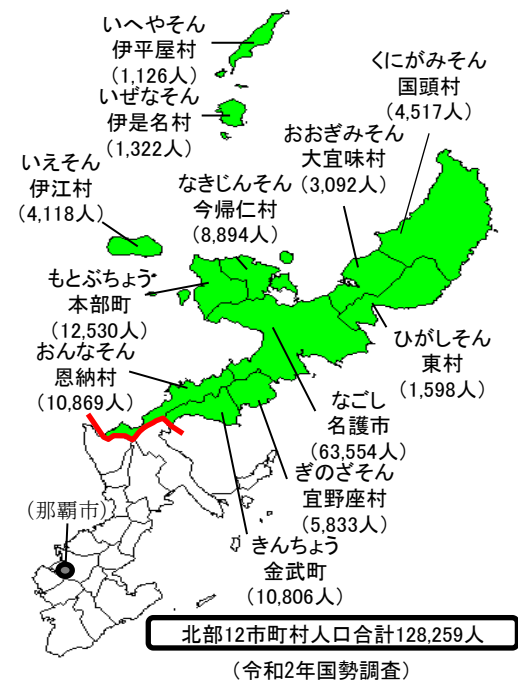 いへやそん
伊平屋村
（1,126人）
いぜなそん
伊是名村
（1,322人）
くにがみそん
国頭村
（4,517人）
おおぎみそん
大宜味村
（3,092人）
いえそん
伊江村
（4,118人）
なきじんそん
今帰仁村
（8,894人）
もとぶちょう
本部町
（12,530人）
おんなそん
恩納村
（10,869人）
ひがしそん
東村
（1,598人）
なごし
名護市
（63,554人）
ぎのざそん
宜野座村
（5,833人）
きんちょう
金武町
（10,806人）
（那覇市）
北部12市町村人口合計128,259人
（令和2年国勢調査）